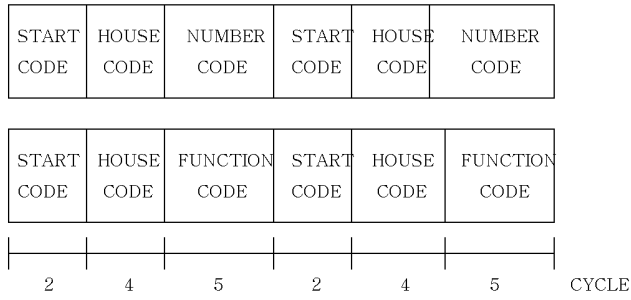 START HOUSE NUMBER START HOUSE NUMBER
CODE CODE CODE CODE CODE CODE
START HOUSE FUNCTION START HOUSE FUNCTION
CODE CODE CODE CODE CODE CODE
2 4 5 2 4 5 CYCLE